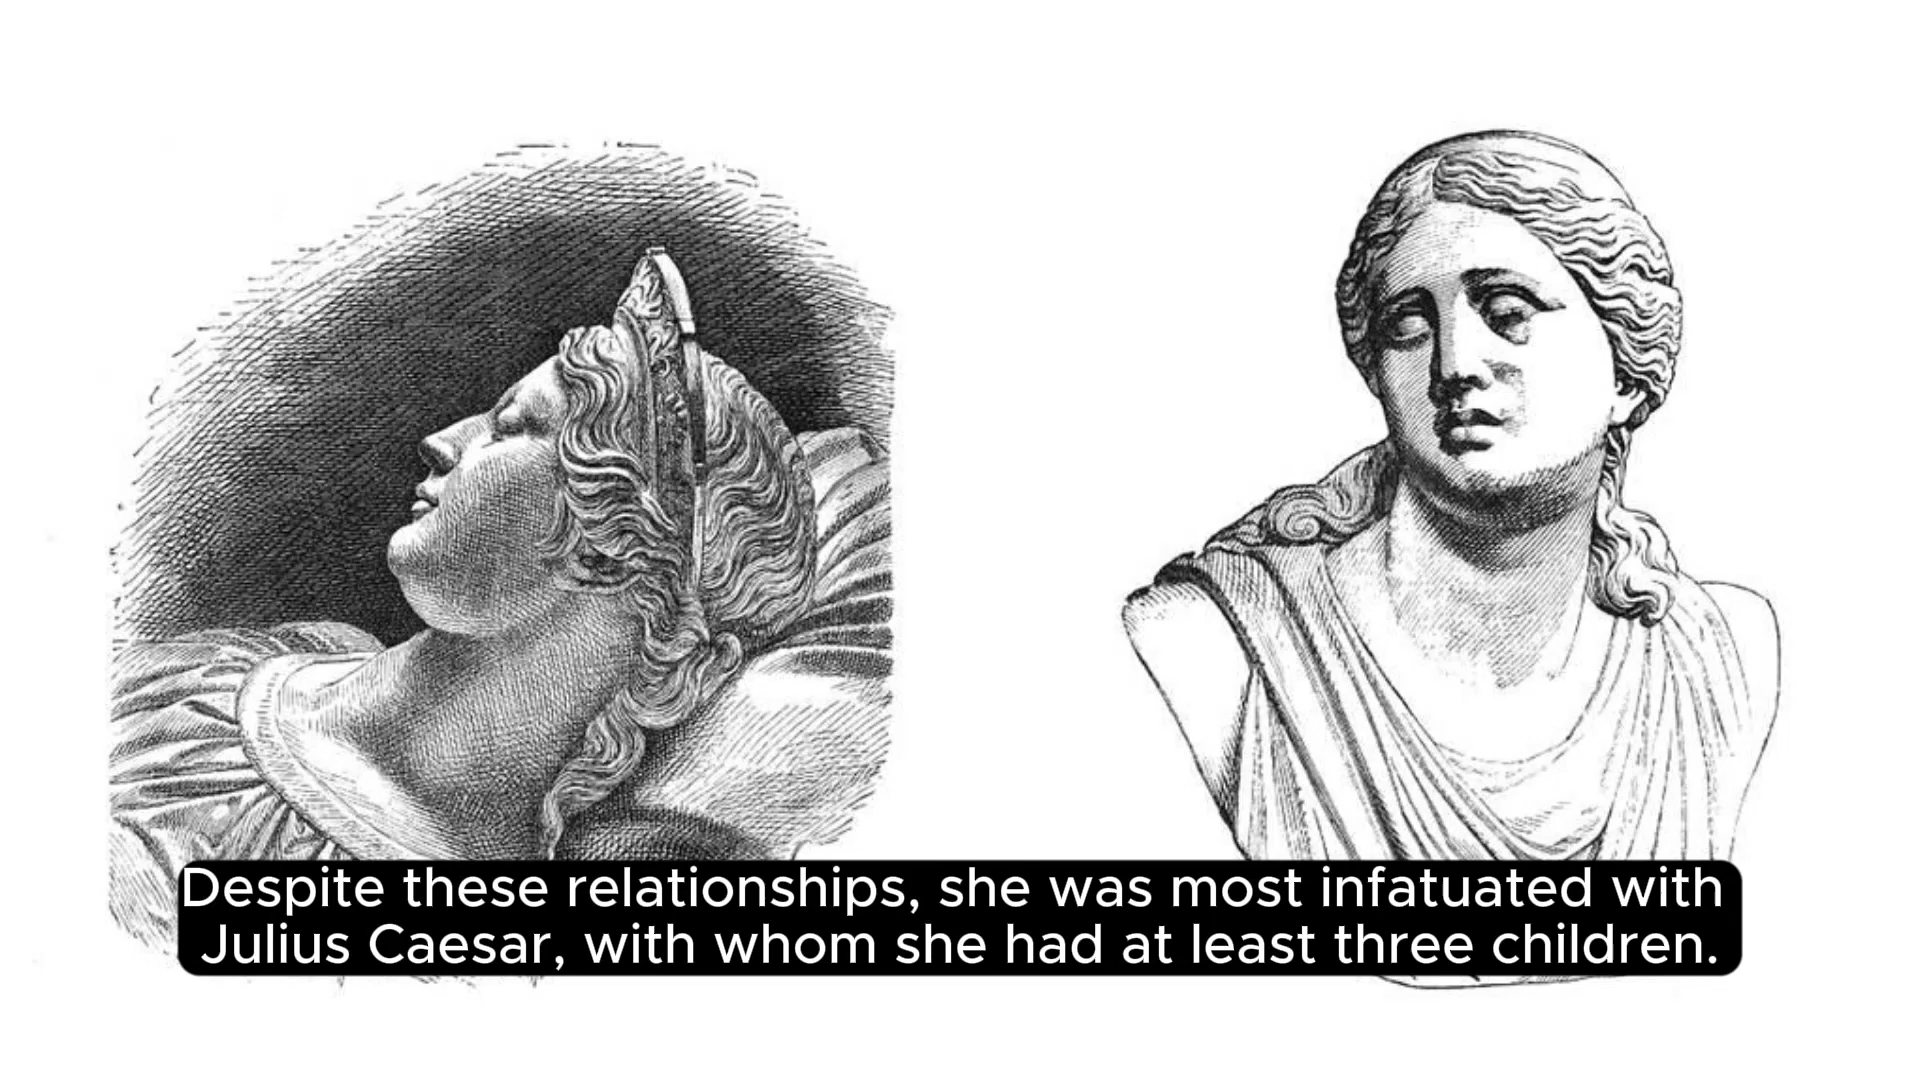 Despite these relationships, she was most infatuated with
Julius Caesar, with whom she had at least three children.